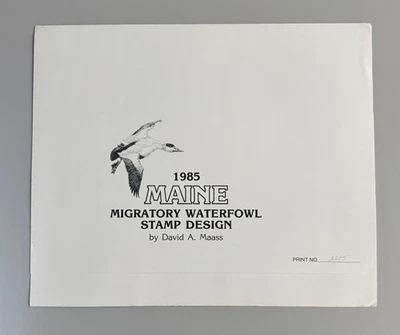 1985
MAINE
MIGRATORY WATERFOWL
STAMP DESIGN
by David A. Maass
PRINT NO.